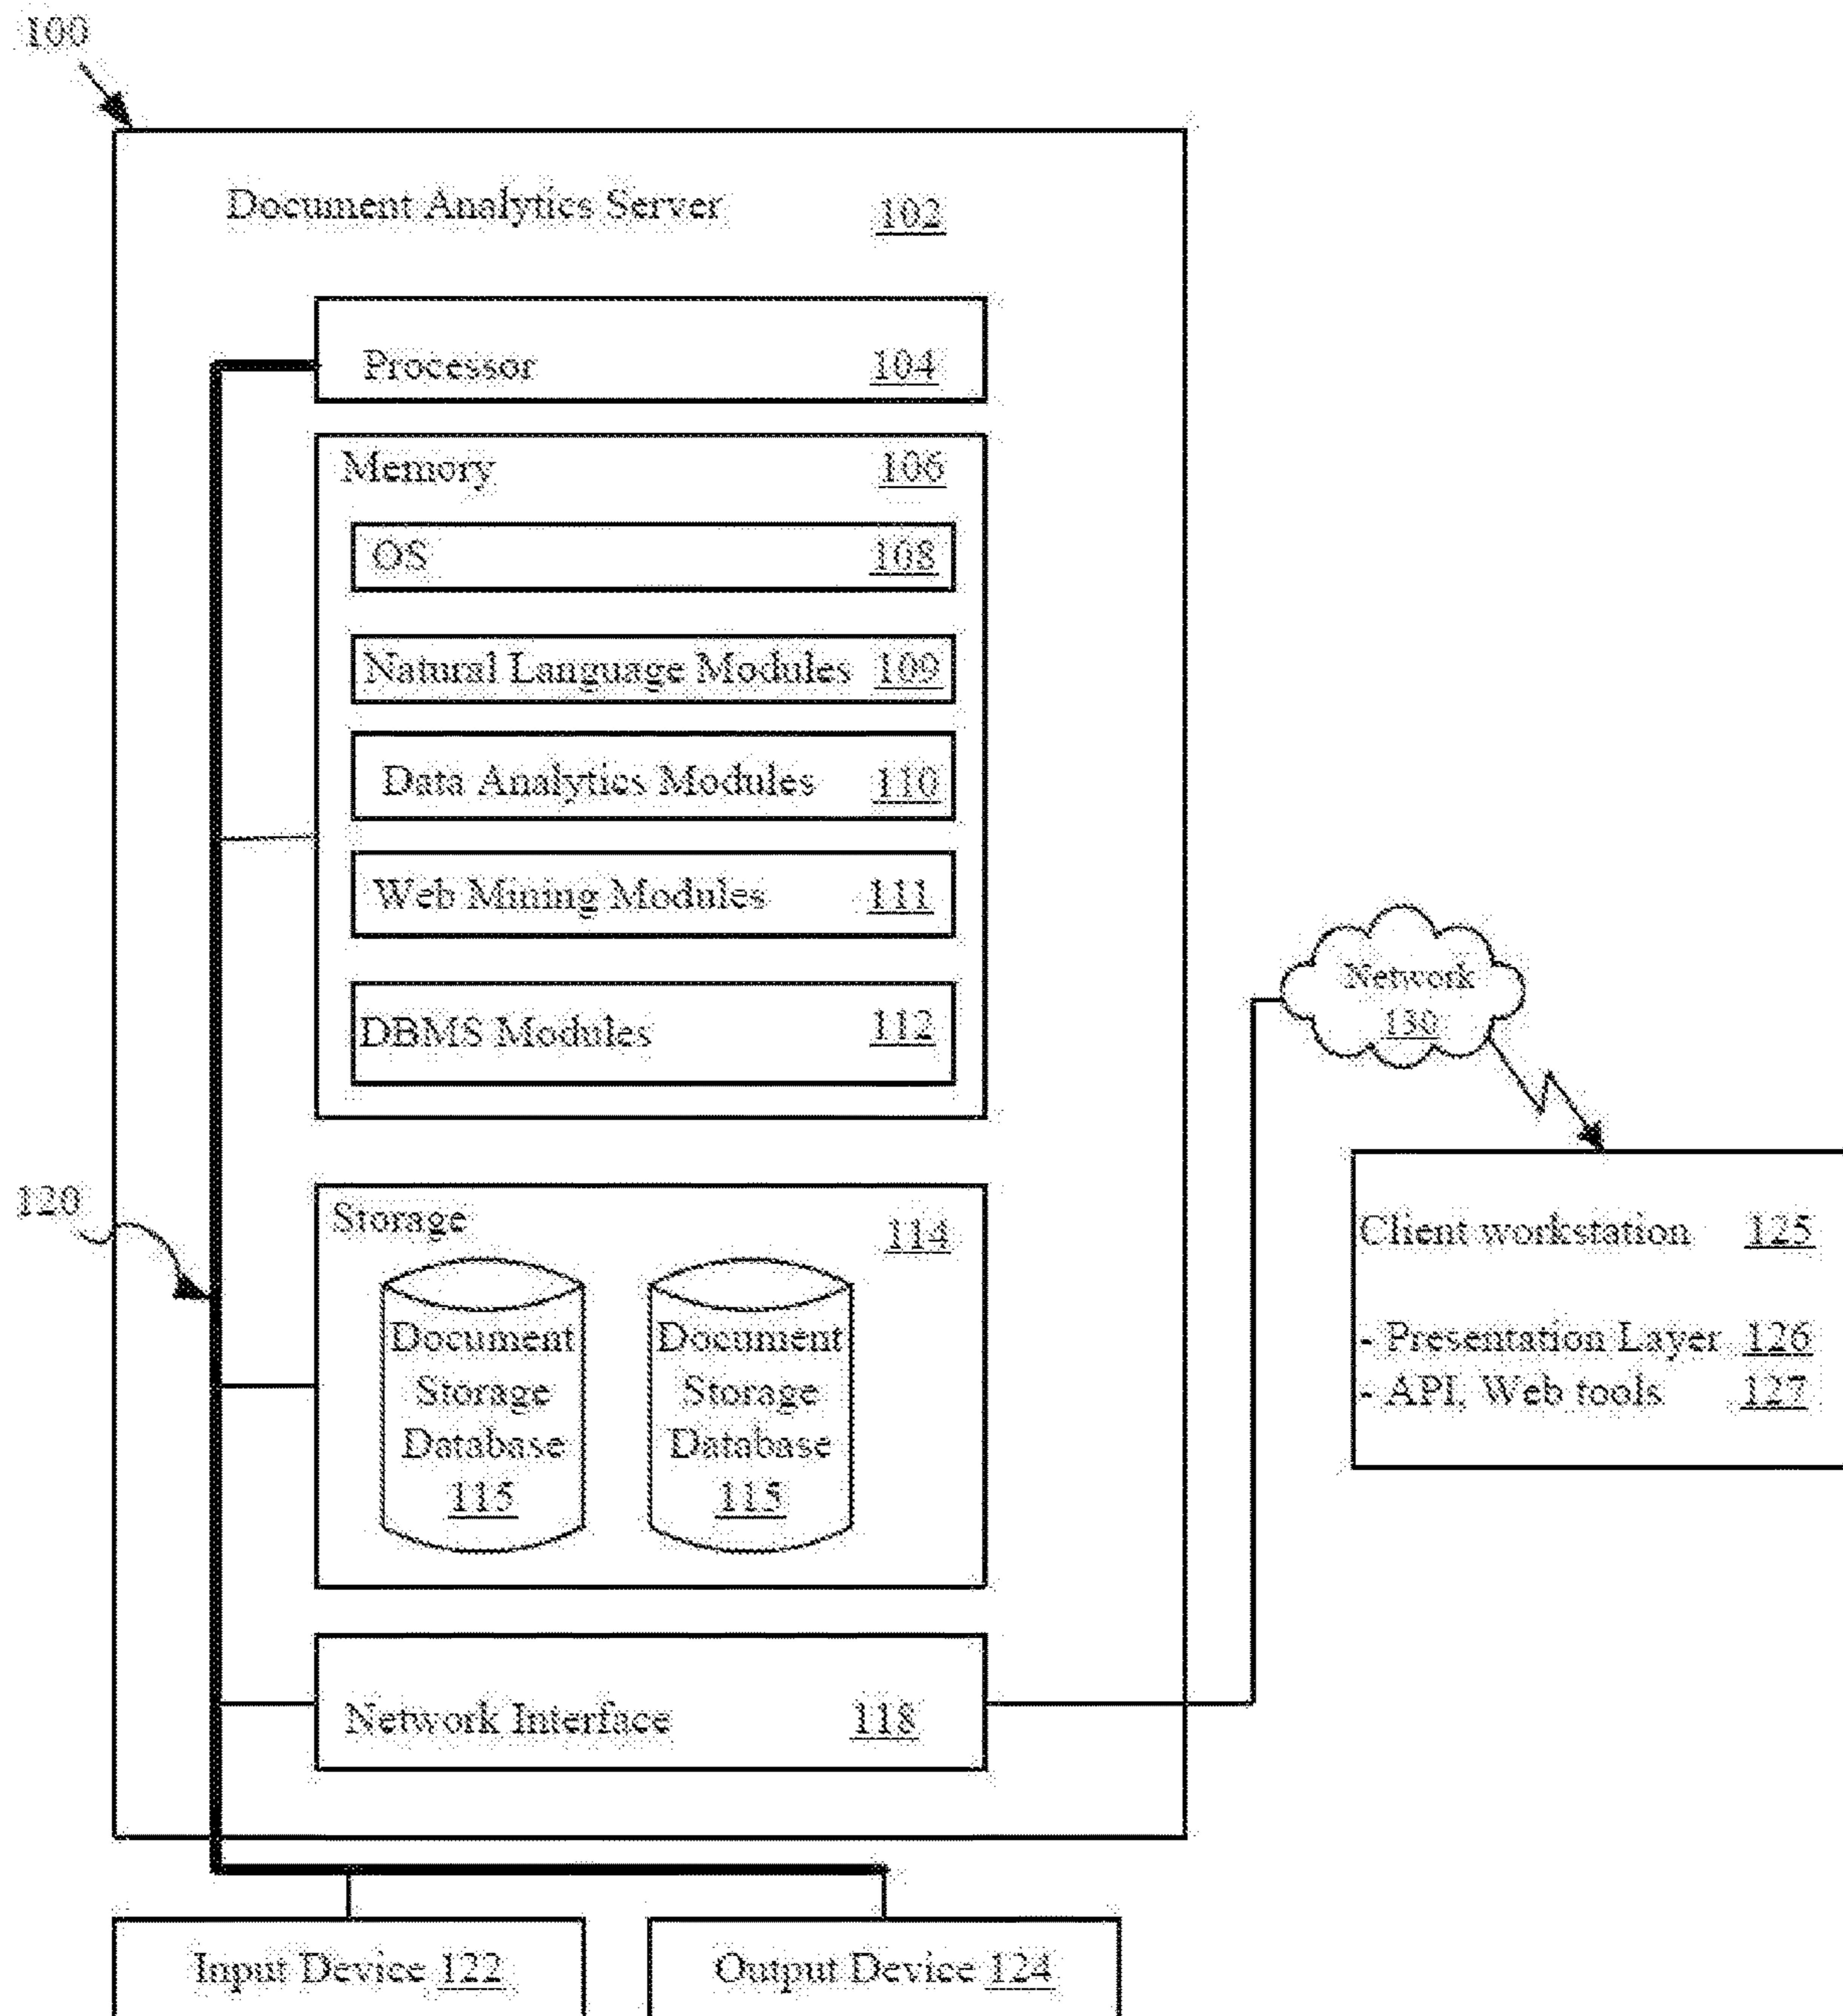 100
Document Analytics Server 102
Processor 104
Memory 106
OS 108
Natural Language Modules 109
Data Analytics Modules 110
Web Mining Modules 111
DBMS Modules 112
Network
130
120
Storage 114
Document
Storage
Database
115
Document
Storage
Database
115
Client workstation 125
- Presentation Layer 126
- API, Web tools 127
Network Interface 118
Input Device 122
Output Device 124